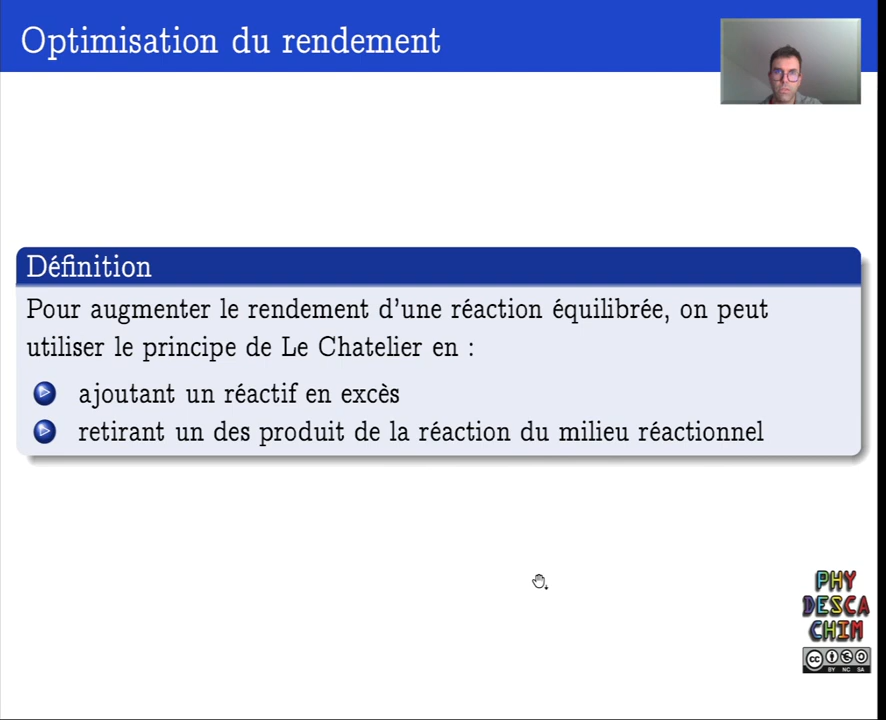 Optimisation du rendement
Définition
Pour augmenter le rendement d'une réaction équilibrée, on peut
utiliser le principe de Le Chatelier en :
ajoutant un réactif en excès
retirant un des produit de la réaction du milieu réactionnel
PHY
DESCA
CHIM
cc
BY NC SA